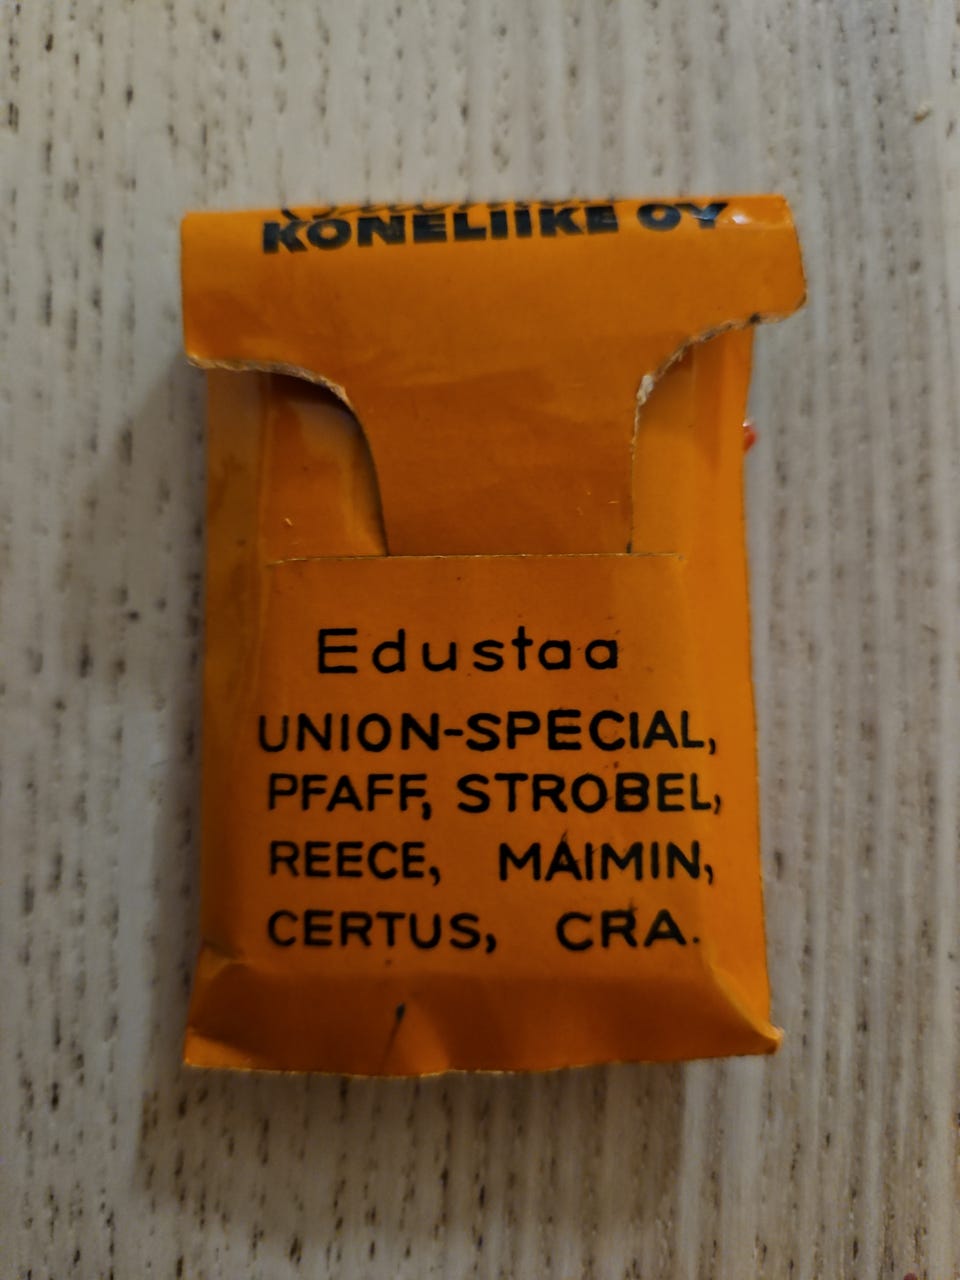 KONELIIKE OY
Edustaa
UNION-SPECIAL,
PFAFF, STROBEL,
REECE, MAIMIN,
CERTUS, CRA.